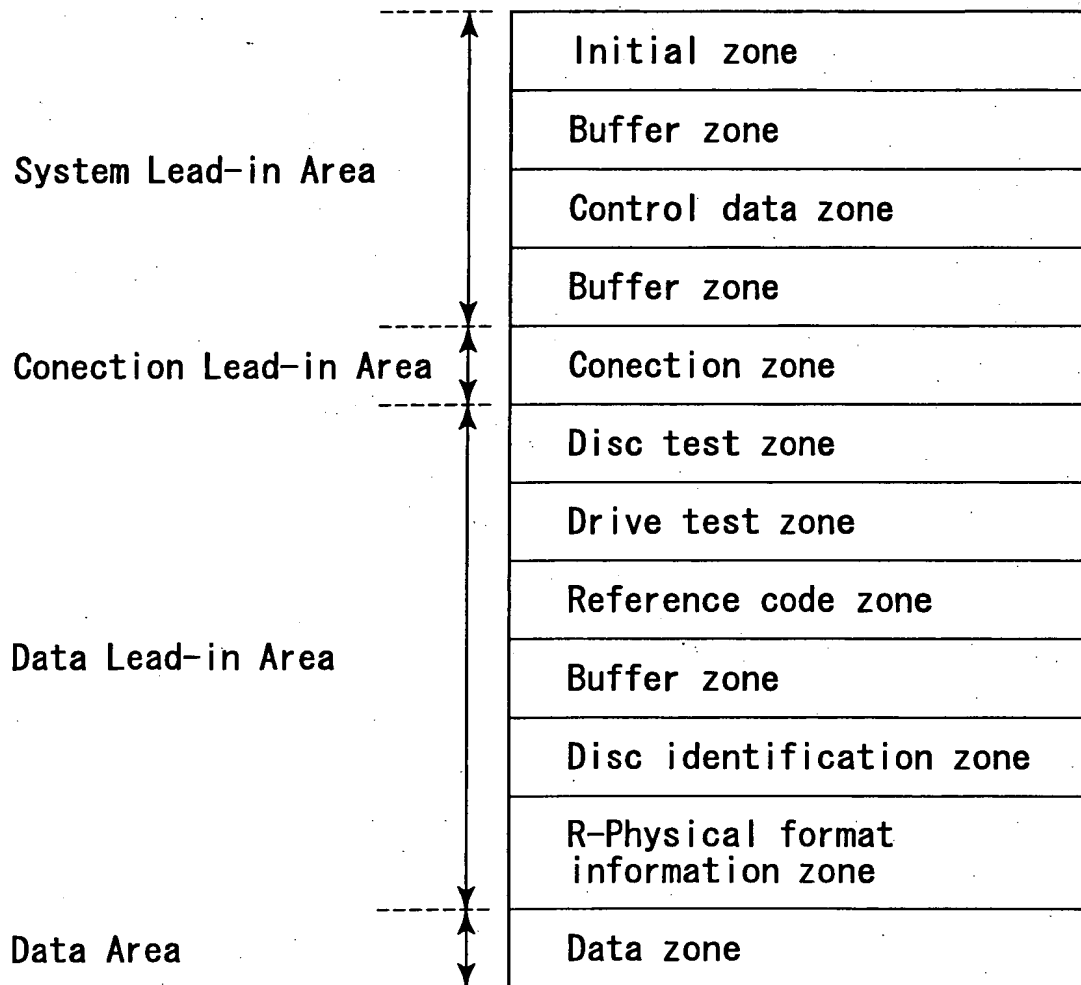 System Lead-in Area
Initial zone
Buffer zone
Control data zone
Buffer zone
Conection Lead-in Area
Conection zone
Data Lead-in Area
Disc test zone
Drive test zone
Reference code zone
Buffer zone
Disc identification zone
R-Physical format
information zone
Data Area
Data zone